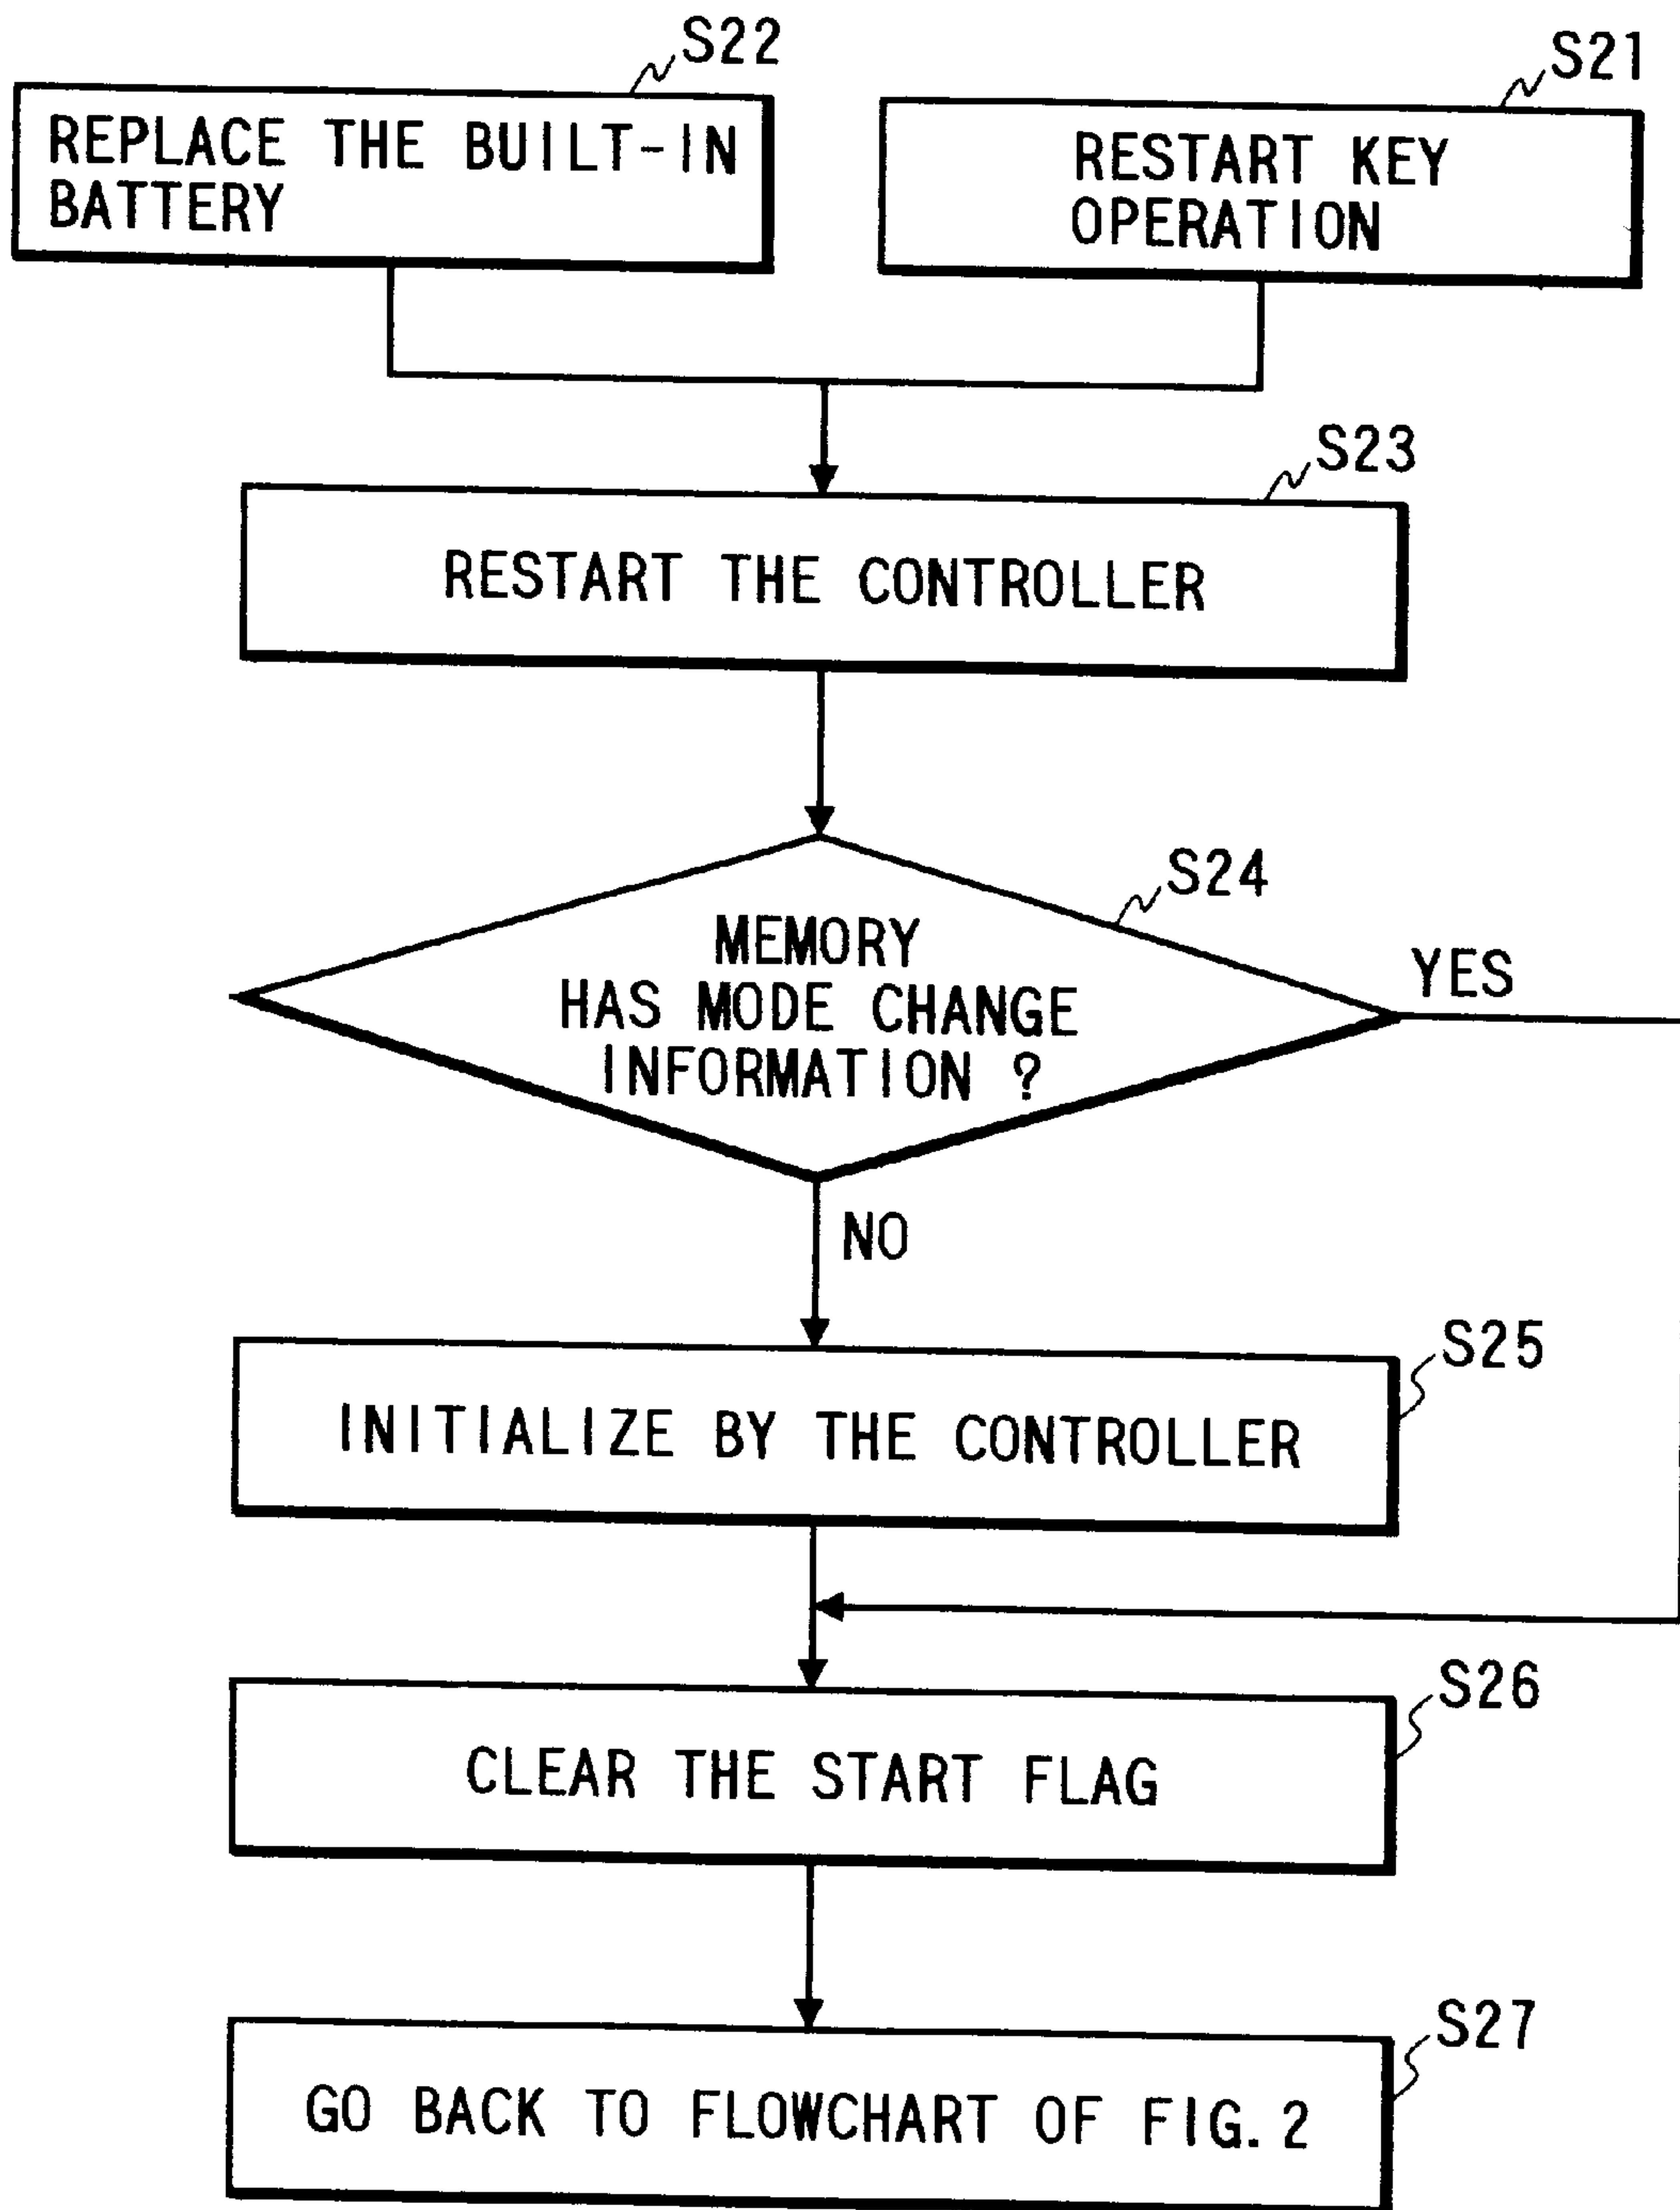 S22
REPLACE THE BUILT-IN
BATTERY
S21
RESTART KEY
OPERATION
S23
RESTART THE CONTROLLER
S24
MEMORY
HAS MODE CHANGE
INFORMATION ?
YES
NO
S25
INITIALIZE BY THE CONTROLLER
S26
CLEAR THE START FLAG
S27
GO BACK TO FLOWCHART OF FIG. 2